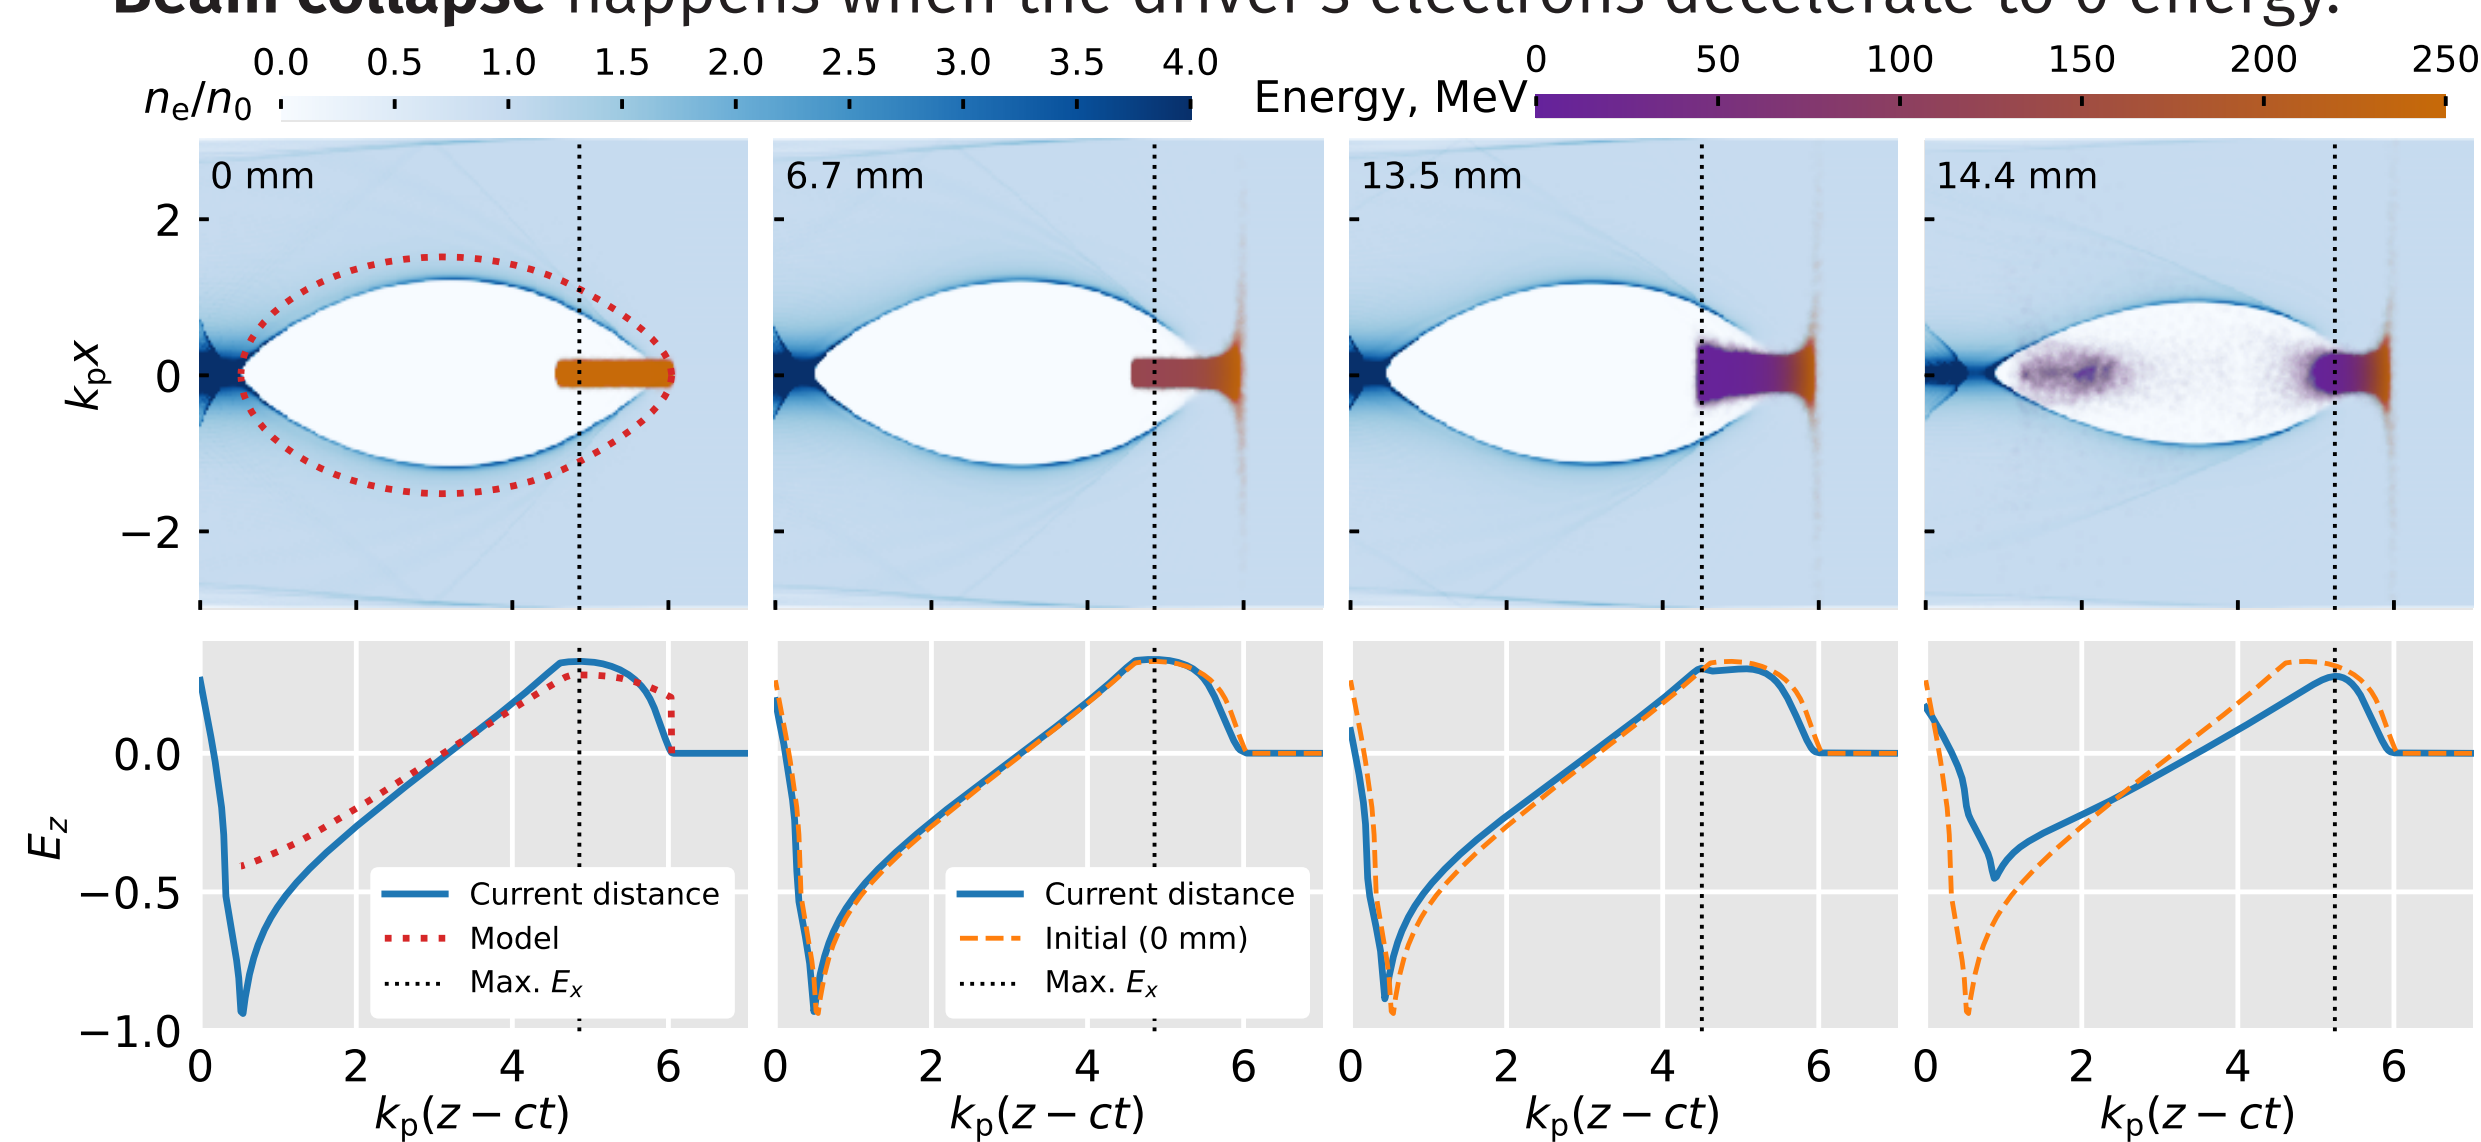 Beam collapse happens when the driver's electrons decelerate to 0 energy.
0.0 0.5 1.0 1.5 2.0 2.5 3.0 3.5 4.0
nₑ/n₀
0 50 100 150 200 250
Energy, MeV
0 mm
6.7 mm
13.5 mm
14.4 mm
2
0
−2
kₚx
0.0
−0.5
−1.0
E_z
Current distance
Model
Max. Eₓ
Current distance
Initial (0 mm)
Max. Eₓ
0 2 4 6
0 2 4 6
0 2 4 6
0 2 4 6
kₚ(z − ct)
kₚ(z − ct)
kₚ(z − ct)
kₚ(z − ct)